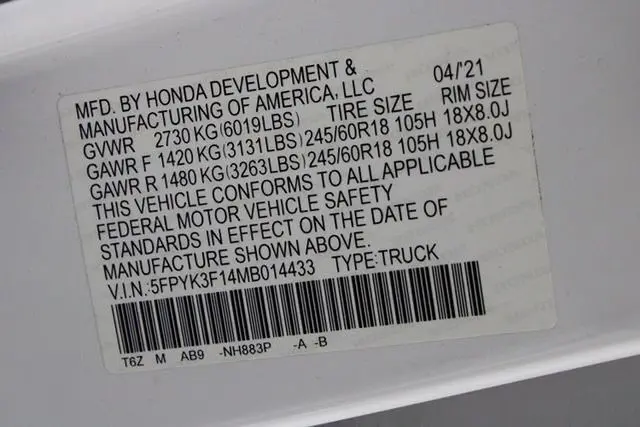 MFD. BY HONDA DEVELOPMENT & 04/'21
MANUFACTURING OF AMERICA, LLC
GVWR 2730 KG(6019LBS) TIRE SIZE RIM SIZE
GAWR F 1420 KG(3131LBS) 245/60R18 105H 18X8.0J
GAWR R 1480 KG(3263LBS) 245/60R18 105H 18X8.0J
THIS VEHICLE CONFORMS TO ALL APPLICABLE
FEDERAL MOTOR VEHICLE SAFETY
STANDARDS IN EFFECT ON THE DATE OF
MANUFACTURE SHOWN ABOVE.
V.I.N.:5FPYK3F14MB014433 TYPE:TRUCK
T6Z M AB9 -NH883P -A -B